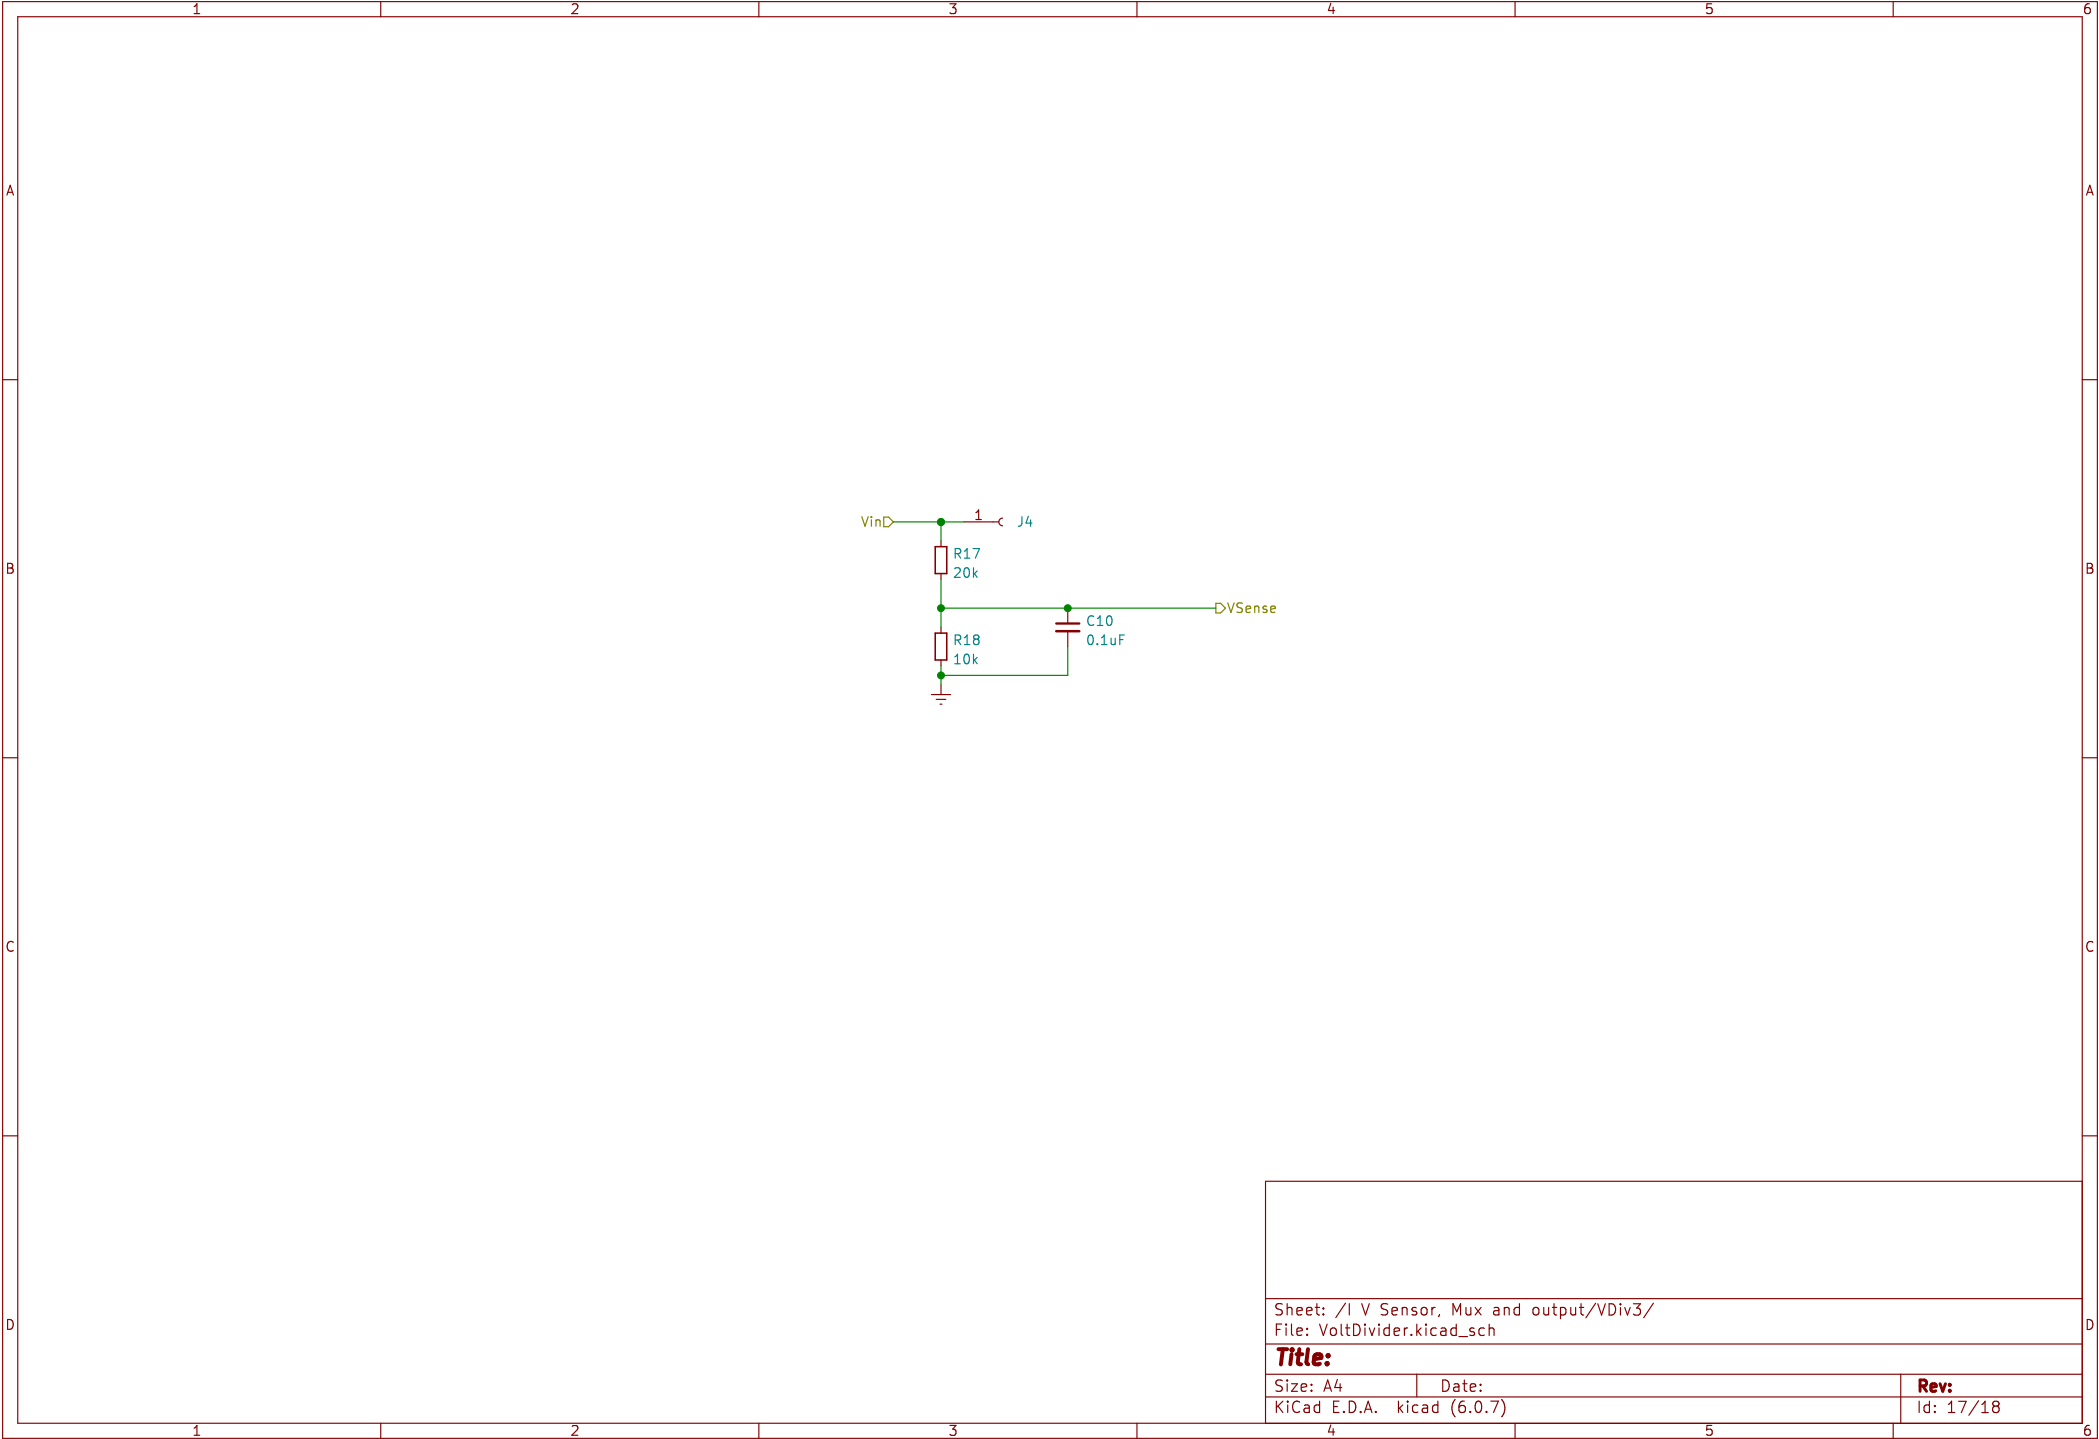 1 2 3 4 5 6
A A
Vin 1 J4
R17
20k
B B
VSense
C10
0.1uF
R18
10k
C C
Sheet: /I V Sensor, Mux and output/VDiv3/
D D
File: VoltDivider.kicad_sch
Title:
Size: A4 Date: Rev:
KiCad E.D.A. kicad (6.0.7) Id: 17/18
1 2 3 4 5 6